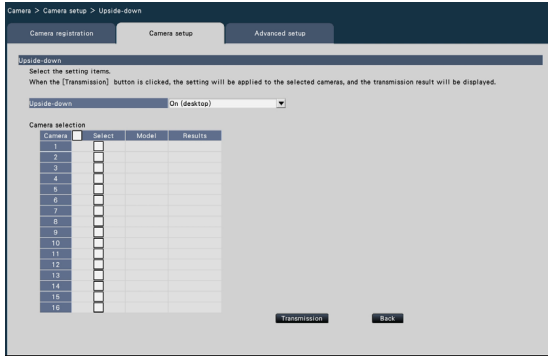 Camera > Camera setup > Upside-down
Camera registration Camera setup Advanced setup
Upside-down
Select the setting items.
When the [Transmission] button is clicked, the setting will be applied to the selected cameras, and the transmission result will be displayed.
Upside-down On (desktop)
Camera selection
Camera Select Model Results
1
2
3
4
5
6
7
8
9
10
11
12
13
14
15
16
Transmission Back